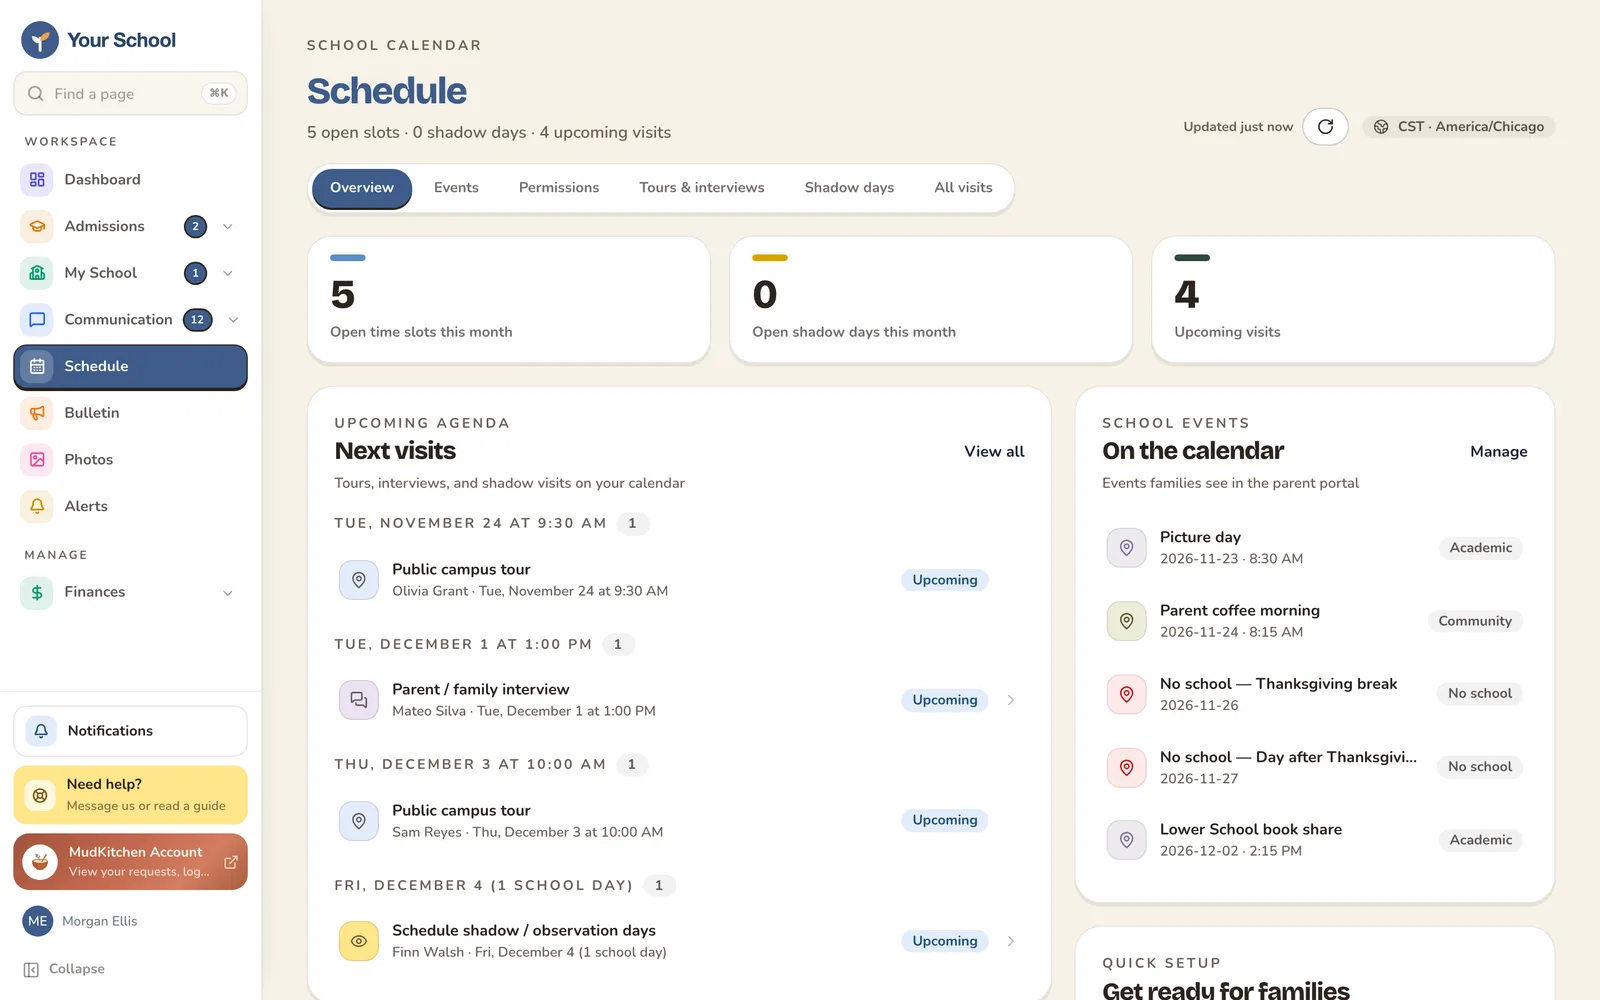 Your School
Find a page
⌘K
WORKSPACE
Dashboard
Admissions
2
My School
1
Communication
12
Schedule
Bulletin
Photos
Alerts
MANAGE
Finances
Notifications
Need help?
Message us or read a guide
MudKitchen Account
View your requests, log...
ME
Morgan Ellis
Collapse
SCHOOL CALENDAR
Schedule
5 open slots · 0 shadow days · 4 upcoming visits
Updated just now
CST · America/Chicago
Overview
Events
Permissions
Tours & interviews
Shadow days
All visits
5
Open time slots this month
0
Open shadow days this month
4
Upcoming visits
UPCOMING AGENDA
Next visits
View all
Tours, interviews, and shadow visits on your calendar
TUE, NOVEMBER 24 AT 9:30 AM
1
Public campus tour
Olivia Grant · Tue, November 24 at 9:30 AM
Upcoming
TUE, DECEMBER 1 AT 1:00 PM
1
Parent / family interview
Mateo Silva · Tue, December 1 at 1:00 PM
Upcoming
THU, DECEMBER 3 AT 10:00 AM
1
Public campus tour
Sam Reyes · Thu, December 3 at 10:00 AM
Upcoming
FRI, DECEMBER 4 (1 SCHOOL DAY)
1
Schedule shadow / observation days
Finn Walsh · Fri, December 4 (1 school day)
Upcoming
SCHOOL EVENTS
On the calendar
Manage
Events families see in the parent portal
Picture day
2026-11-23 · 8:30 AM
Academic
Parent coffee morning
2026-11-24 · 8:15 AM
Community
No school — Thanksgiving break
2026-11-26
No school
No school — Day after Thanksgivi...
2026-11-27
No school
Lower School book share
2026-12-02 · 2:15 PM
Academic
QUICK SETUP
Get ready for families